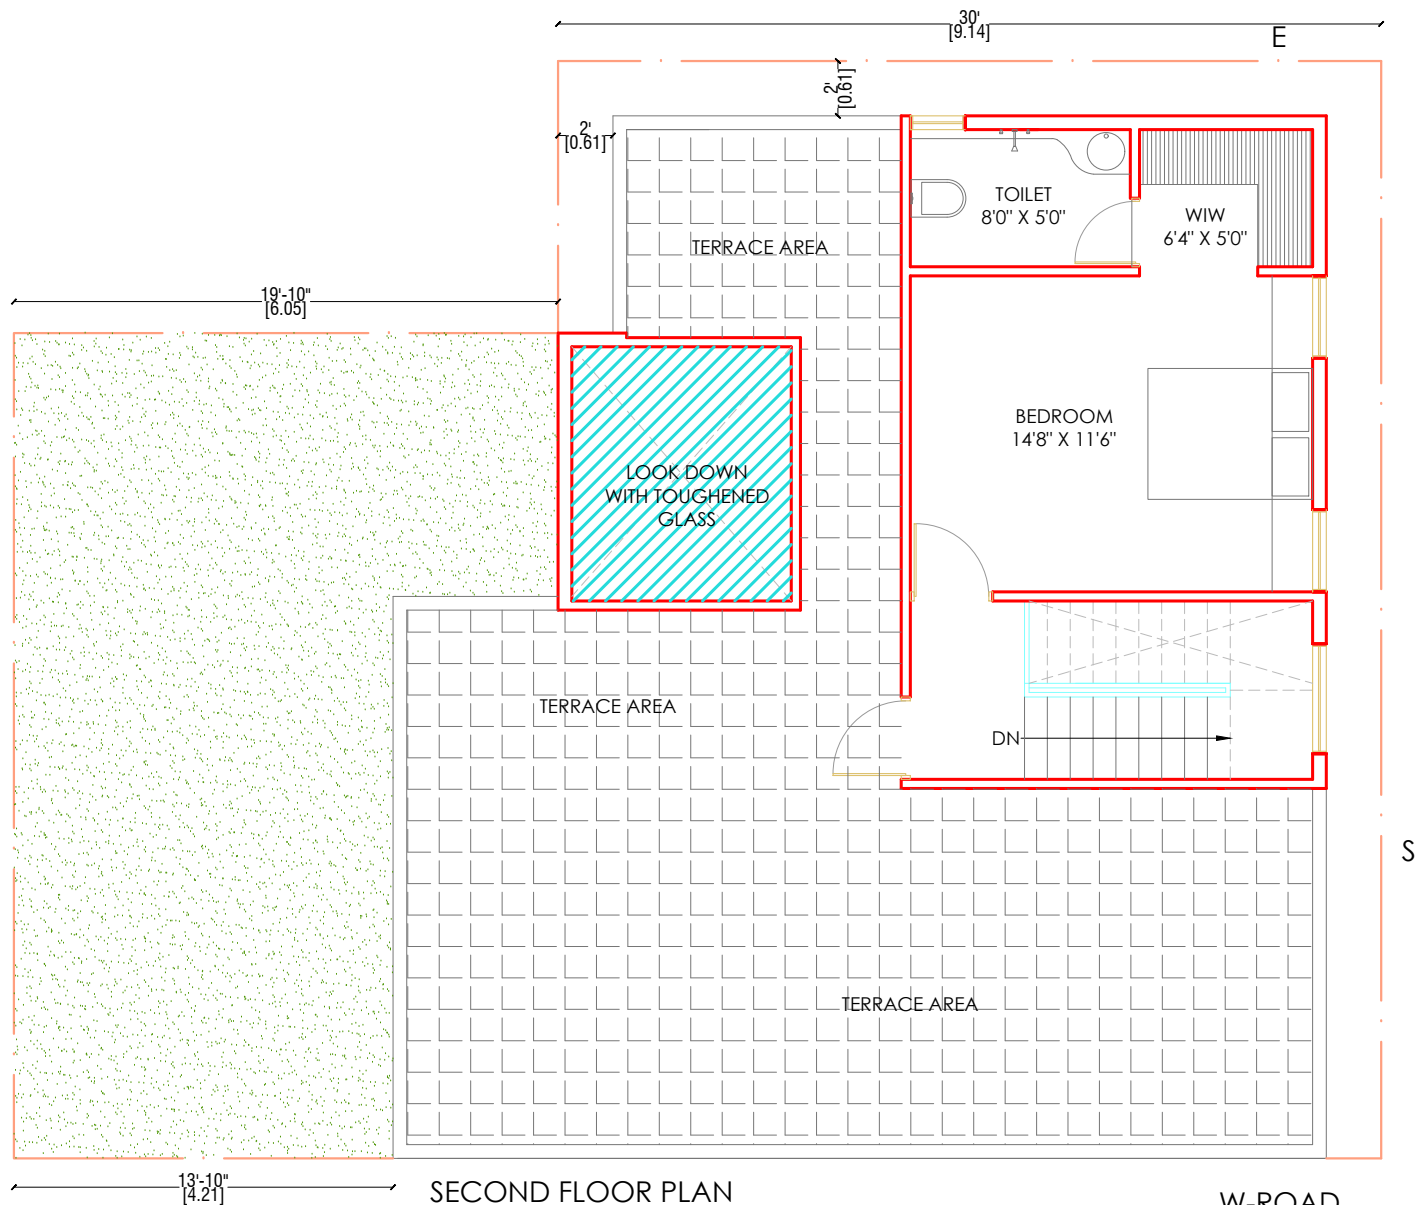 30'
[9.14]
E
2'
[0.61]
2'
[0.61]
TOILET
8'0" X 5'0"
WIW
6'4" X 5'0"
TERRACE AREA
19'-10"
[6.05]
BEDROOM
14'8" X 11'6"
LOOK DOWN
WITH TOUGHENED
GLASS
TERRACE AREA
DN
S
TERRACE AREA
13'-10"
[4.21]
SECOND FLOOR PLAN
W-ROAD